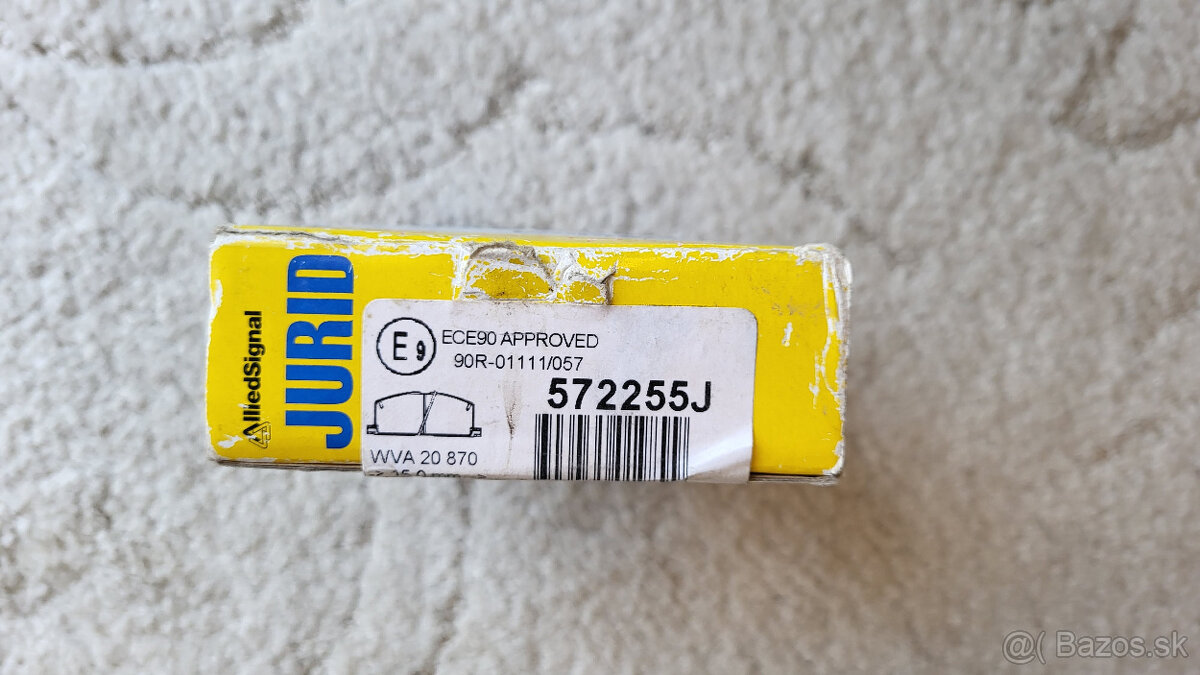 AlliedSignal
JURID
E9
ECE90 APPROVED
90R-01111/057
572255J
WVA 20 870
@ Bazos.sk